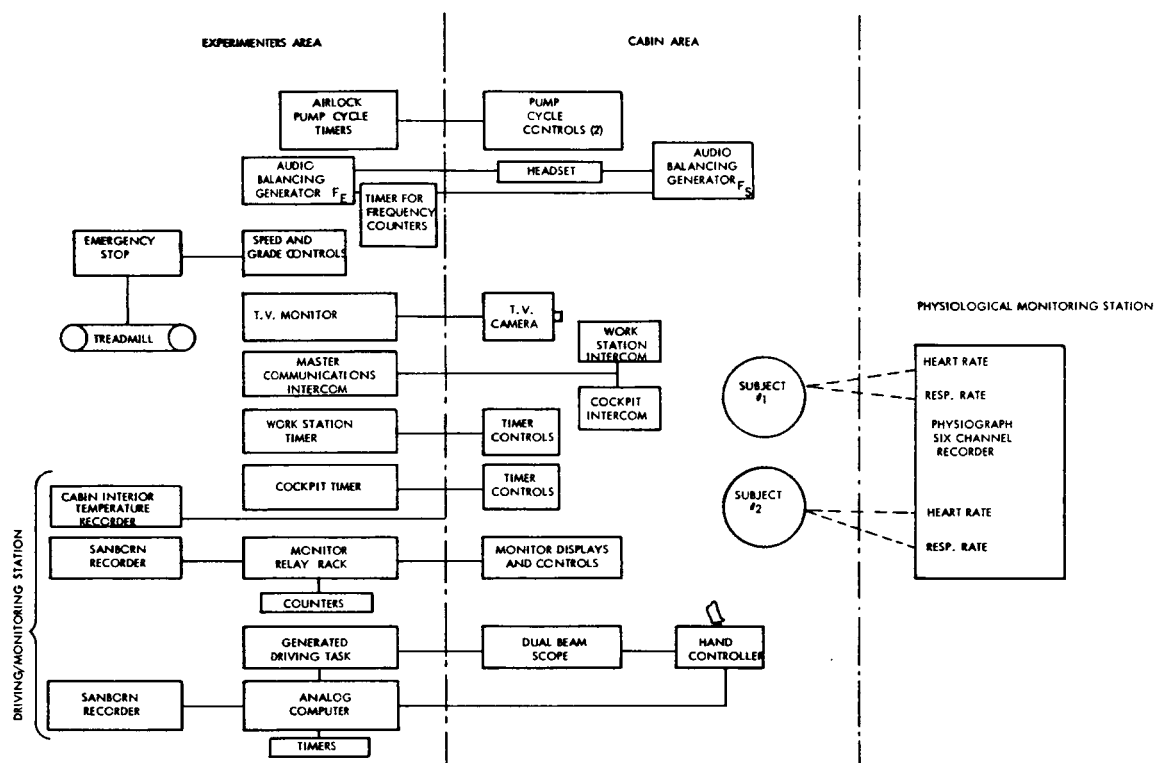 EXPERIMENTERS AREA
CABIN AREA
AIRLOCK
PUMP CYCLE
TIMERS
PUMP
CYCLE
CONTROLS (2)
AUDIO
BALANCING
GENERATOR FE
HEADSET
AUDIO
BALANCING
GENERATOR FS
TIMER FOR
FREQUENCY
COUNTERS
EMERGENCY
STOP
SPEED AND
GRADE CONTROLS
TREADMILL
T.V. MONITOR
T.V.
CAMERA
WORK
STATION
INTERCOM
MASTER
COMMUNICATIONS
INTERCOM
COCKPIT
INTERCOM
WORK STATION
TIMER
TIMER
CONTROLS
COCKPIT TIMER
TIMER
CONTROLS
CABIN INTERIOR
TEMPERATURE
RECORDER
SANBORN
RECORDER
MONITOR
RELAY RACK
MONITOR DISPLAYS
AND CONTROLS
COUNTERS
GENERATED
DRIVING TASK
DUAL BEAM
SCOPE
HAND
CONTROLLER
SANBORN
RECORDER
ANALOG
COMPUTER
TIMERS
DRIVING/MONITORING STATION
SUBJECT
#1
SUBJECT
#2
PHYSIOLOGICAL MONITORING STATION
HEART RATE
RESP. RATE
PHYSIOGRAPH
SIX CHANNEL
RECORDER
HEART RATE
RESP. RATE